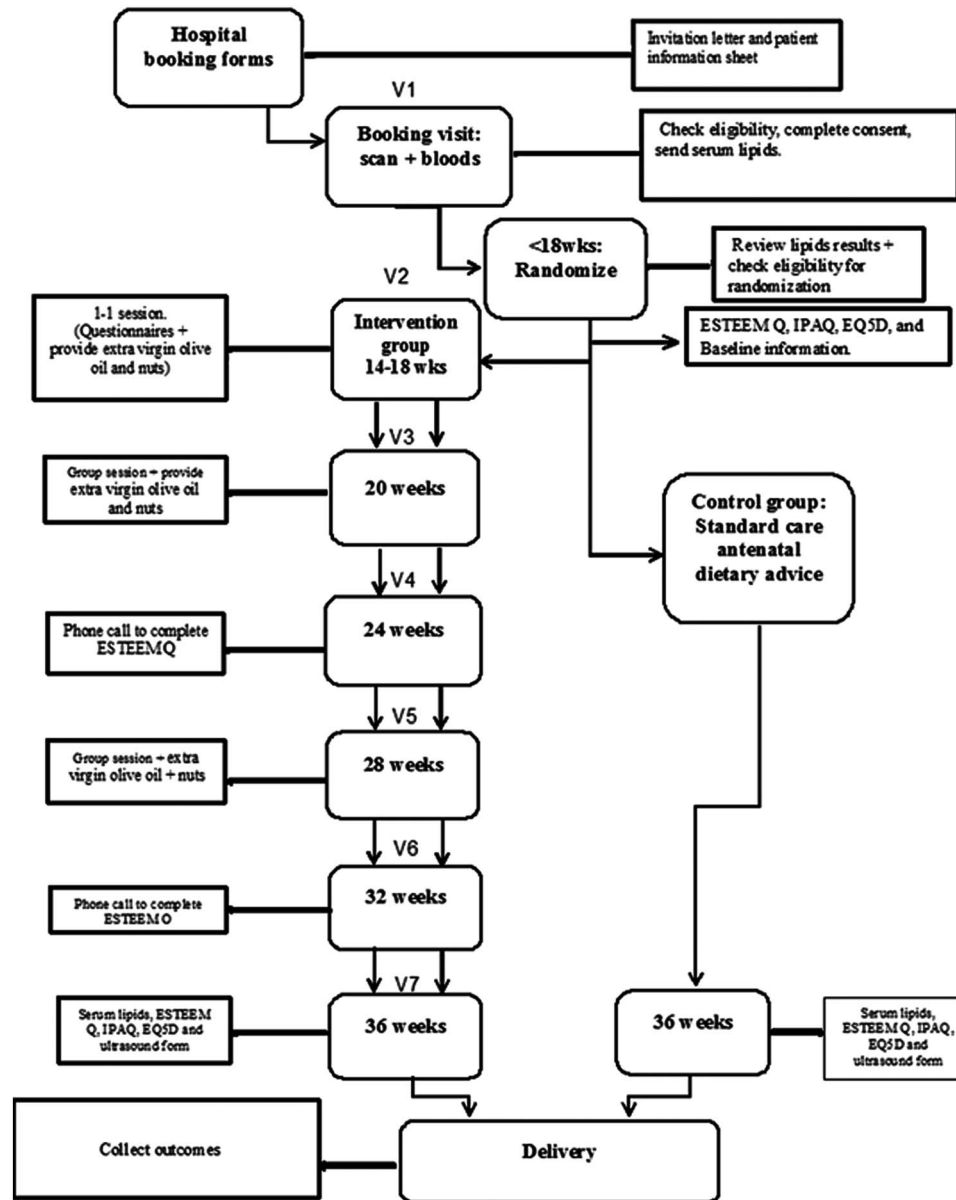 Hospital
booking forms
Invitation letter and patient
information sheet
V1
Booking visit:
scan + bloods
Check eligibility, complete consent,
send serum lipids.
<18wks:
Randomize
Review lipids results +
check eligibility for
randomization
V2
1-1 session.
(Questionnaires +
provide extra virgin olive
oil and nuts)
Intervention
group
14-18 wks
ESTEEM Q, IPAQ, EQ5D, and
Baseline information.
V3
Group session + provide
extra virgin olive oil
and nuts
20 weeks
Control group:
Standard care
antenatal
dietary advice
V4
Phone call to complete
ESTEEM Q
24 weeks
V5
Group session + extra
virgin olive oil + nuts
28 weeks
V6
Phone call to complete
ESTEEM Q
32 weeks
V7
Serum lipids, ESTEEM
Q, IPAQ, EQ5D and
ultrasound form
36 weeks
36 weeks
Serum lipids,
ESTEEM Q, IPAQ,
EQ5D and
ultrasound form
Collect outcomes
Delivery